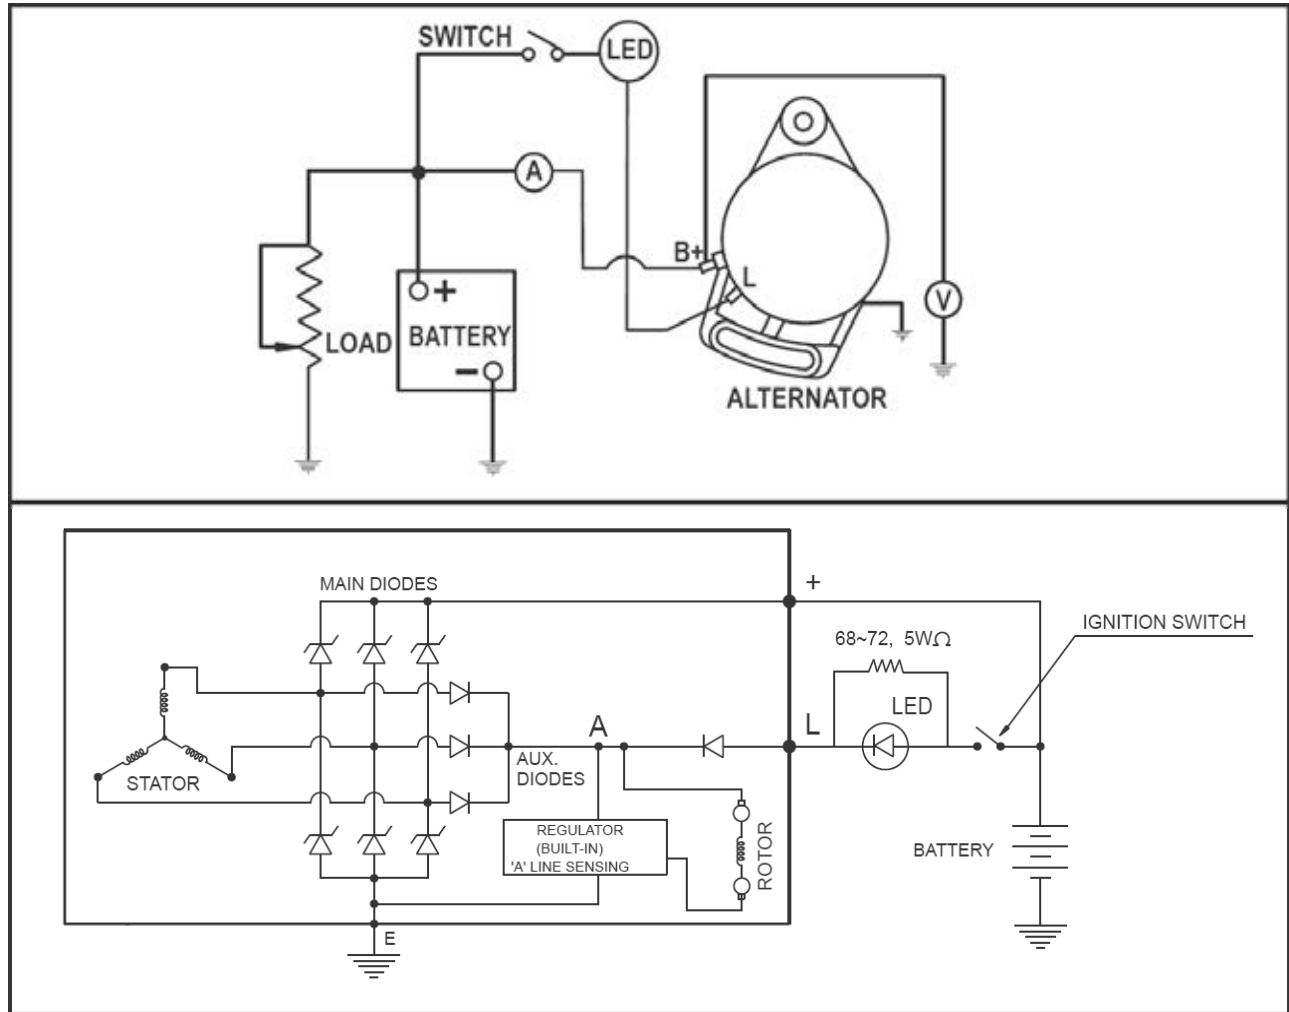 SWITCH
LED
A
B+
L
V
+
LOAD
BATTERY
−
ALTERNATOR
MAIN DIODES
+
IGNITION SWITCH
68~72, 5WΩ
LED
A
L
AUX.
DIODES
STATOR
REGULATOR
(BUILT-IN)
'A' LINE SENSING
ROTOR
BATTERY
E